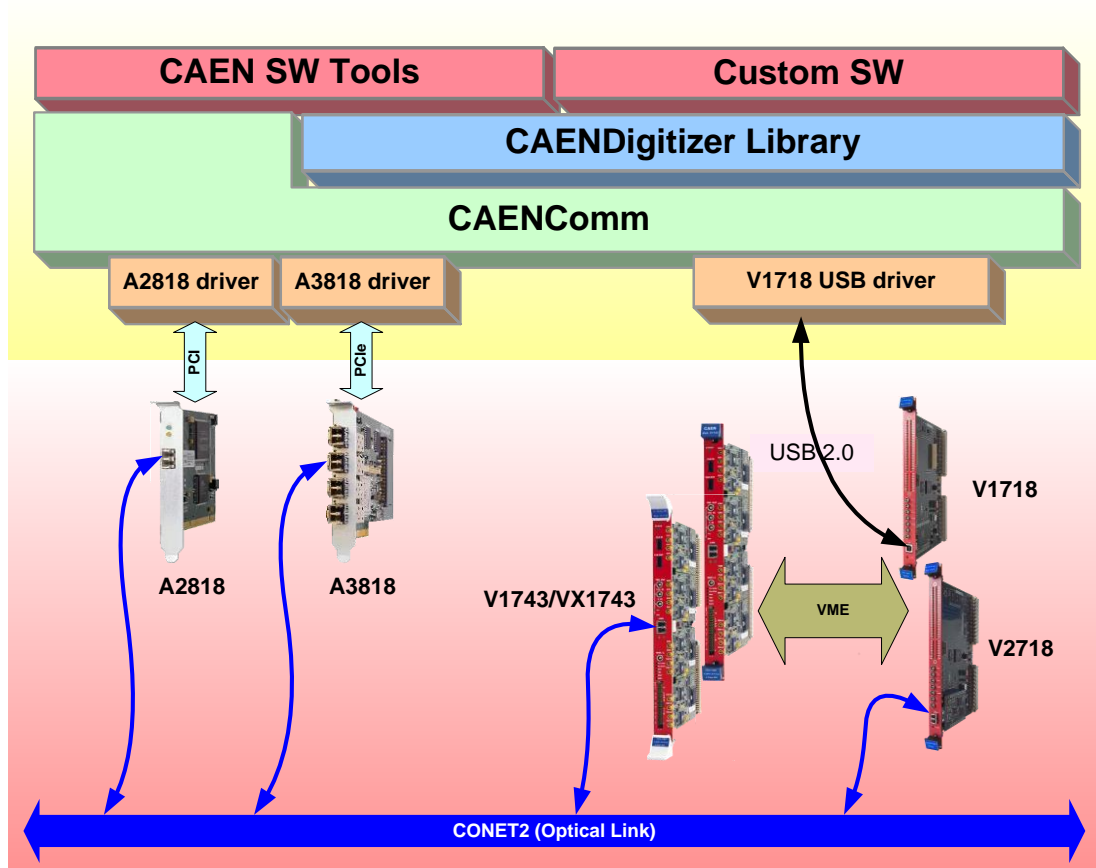 CAEN SW Tools
Custom SW
CAENDigitizer Library
CAENComm
A2818 driver
A3818 driver
V1718 USB driver
PCI
PCIe
CAEN
USB 2.0
V1718
A2818
A3818
V1743/VX1743
VME
V2718
CONET2 (Optical Link)